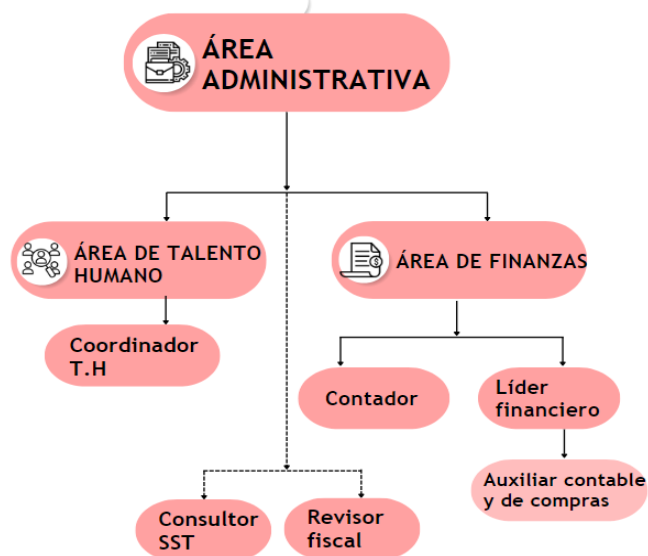 ÁREA
ADMINISTRATIVA
ÁREA DE TALENTO
HUMANO
ÁREA DE FINANZAS
Coordinador
T.H
Contador
Líder
financiero
Auxiliar contable
y de compras
Consultor
SST
Revisor
fiscal